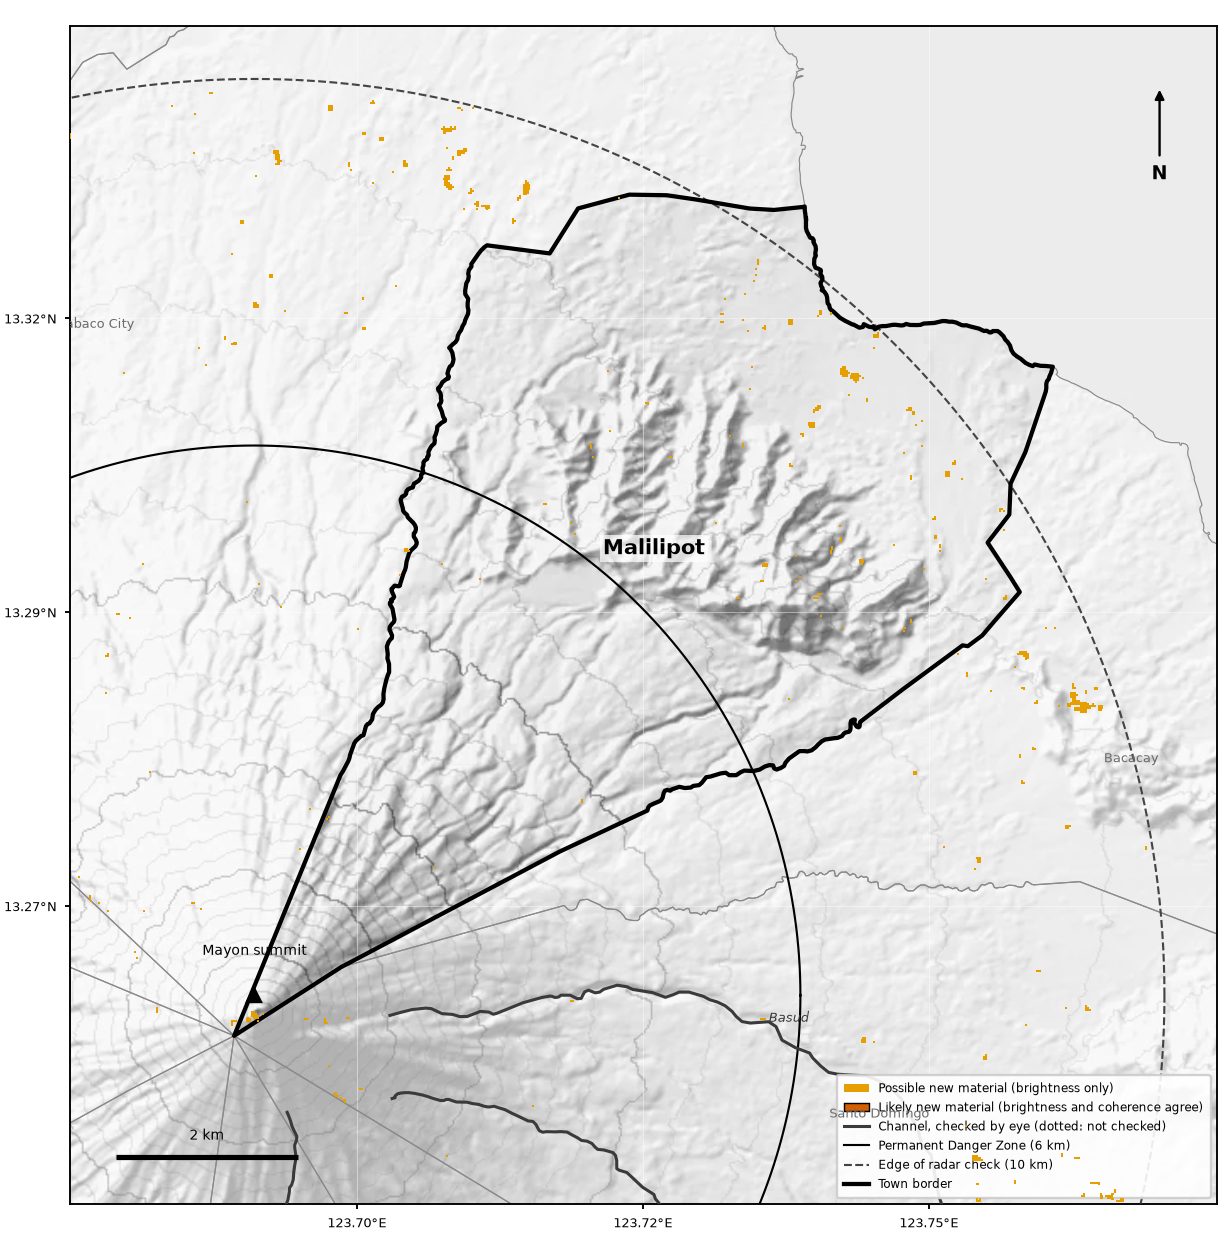 N
13.32°N
abaco City
Malilipot
13.29°N
Bacacay
13.27°N
Mayon summit
Basud
2 km
Santo Domingo
Possible new material (brightness only)
Likely new material (brightness and coherence agree)
Channel, checked by eye (dotted: not checked)
Permanent Danger Zone (6 km)
Edge of radar check (10 km)
Town border
123.70°E
123.72°E
123.75°E